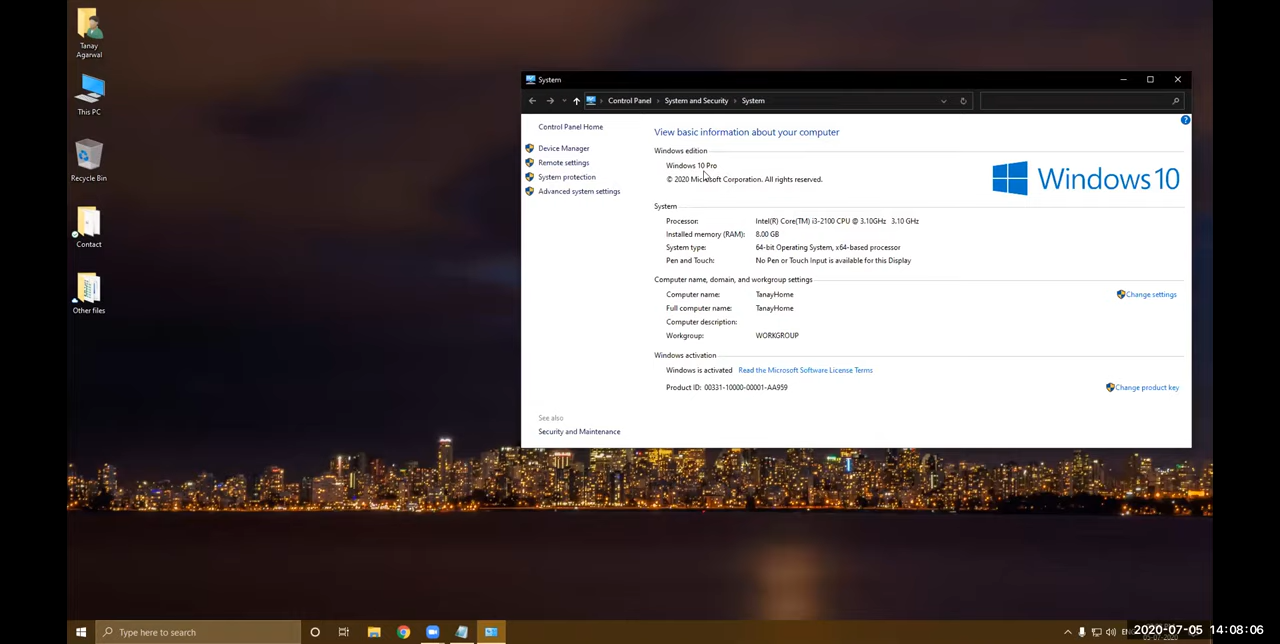 Tanay
Agarwal
This PC
Recycle Bin
Contact
Other files
System
Control Panel › System and Security › System
Control Panel Home
Device Manager
Remote settings
System protection
Advanced system settings
See also
Security and Maintenance
View basic information about your computer
Windows edition
Windows 10 Pro
© 2020 Microsoft Corporation. All rights reserved.
Windows10
System
Processor: Intel(R) Core(TM) i3-2100 CPU @ 3.10GHz 3.10 GHz
Installed memory (RAM): 8.00 GB
System type: 64-bit Operating System, x64-based processor
Pen and Touch: No Pen or Touch Input is available for this Display
Computer name, domain, and workgroup settings
Computer name: TanayHome
Change settings
Full computer name: TanayHome
Computer description:
Workgroup: WORKGROUP
Windows activation
Windows is activated Read the Microsoft Software License Terms
Product ID: 00331-10000-00001-AA959
Change product key
Type here to search
2020-07-05 14:08:06